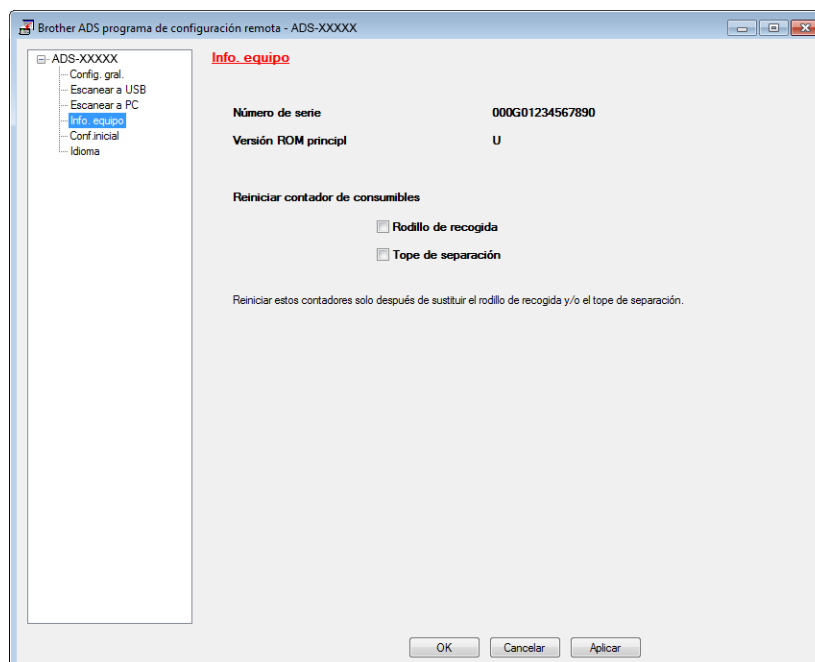 Brother ADS programa de configuración remota - ADS-XXXXX
ADS-XXXXX
Config. gral.
Escanear a USB
Escanear a PC
Info. equipo
Conf.inicial
Idioma
Info. equipo
Número de serie 000G01234567890
Versión ROM principl U
Reiniciar contador de consumibles
Rodillo de recogida
Tope de separación
Reiniciar estos contadores solo después de sustituir el rodillo de recogida y/o el tope de separación.
OK Cancelar Aplicar